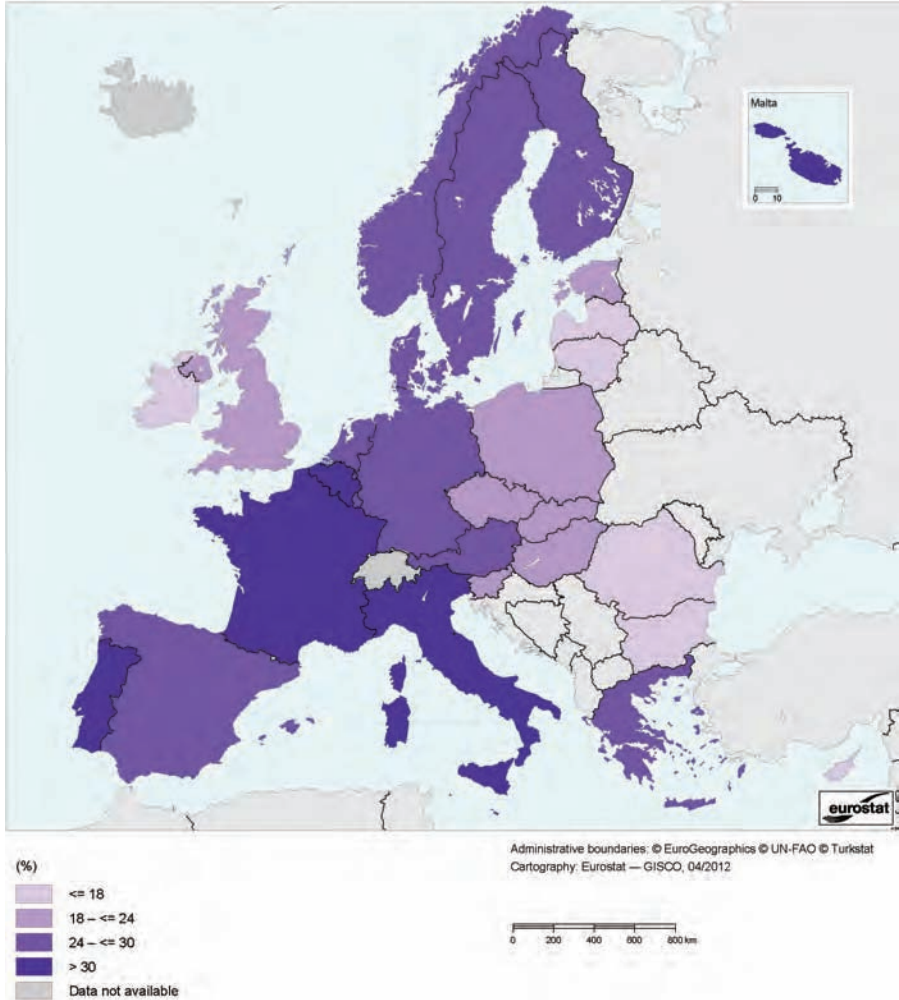 Malta
0 10
eurostat
Administrative boundaries: © EuroGeographics © UN-FAO © Turkstat
Cartography: Eurostat — GISCO, 04/2012
(%)
<= 18
18 – <= 24
24 – <= 30
> 30
Data not available
0 200 400 600 800 km